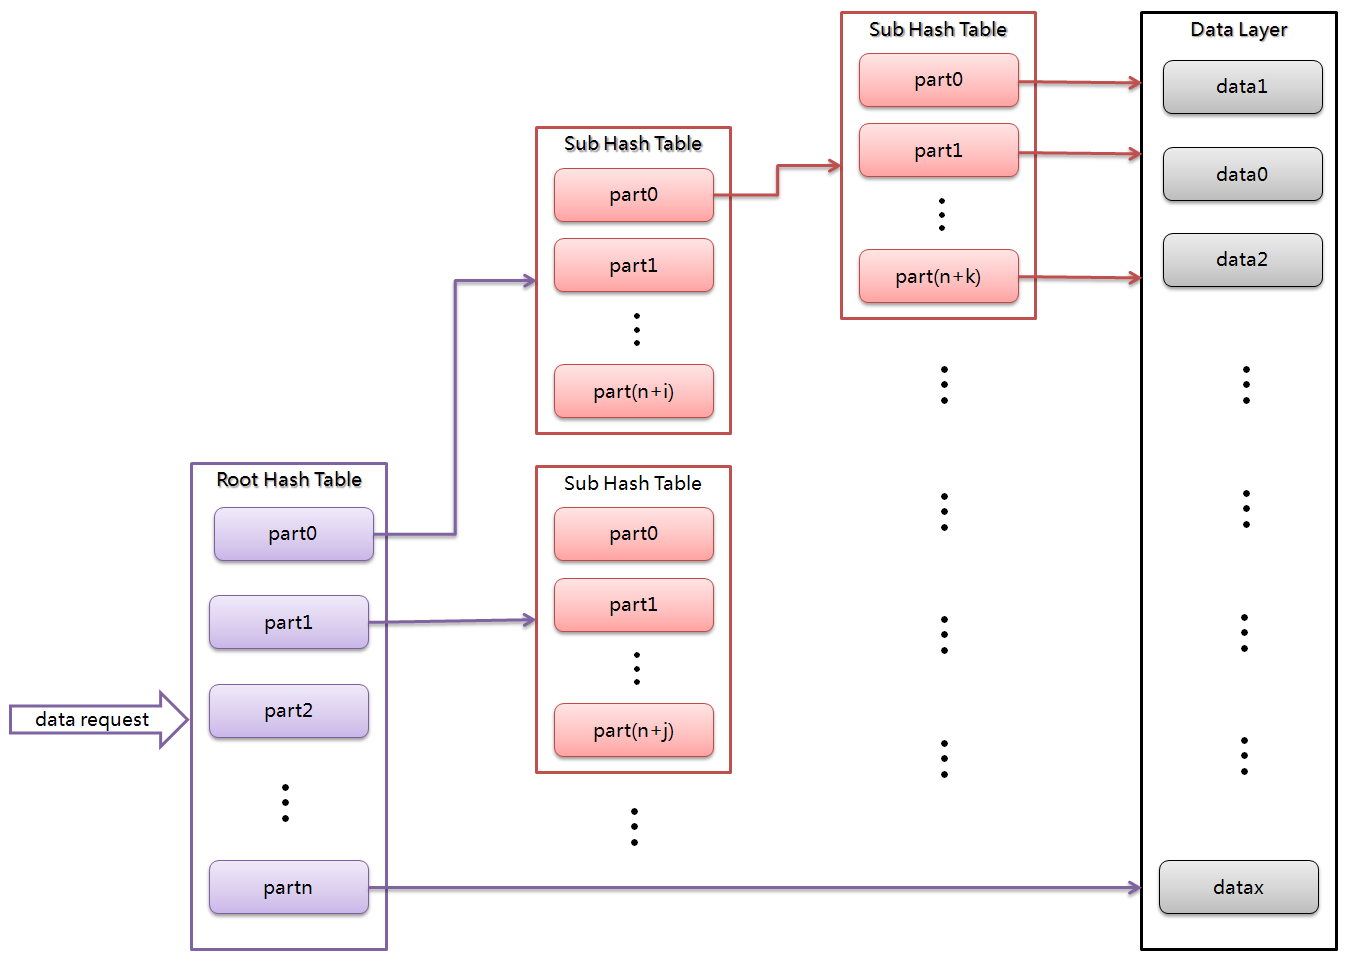 Sub Hash Table
part0
part1
part(n+k)
Data Layer
data1
data0
data2
datax
Sub Hash Table
part0
part1
part(n+i)
Root Hash Table
part0
part1
part2
partn
Sub Hash Table
part0
part1
part(n+j)
data request